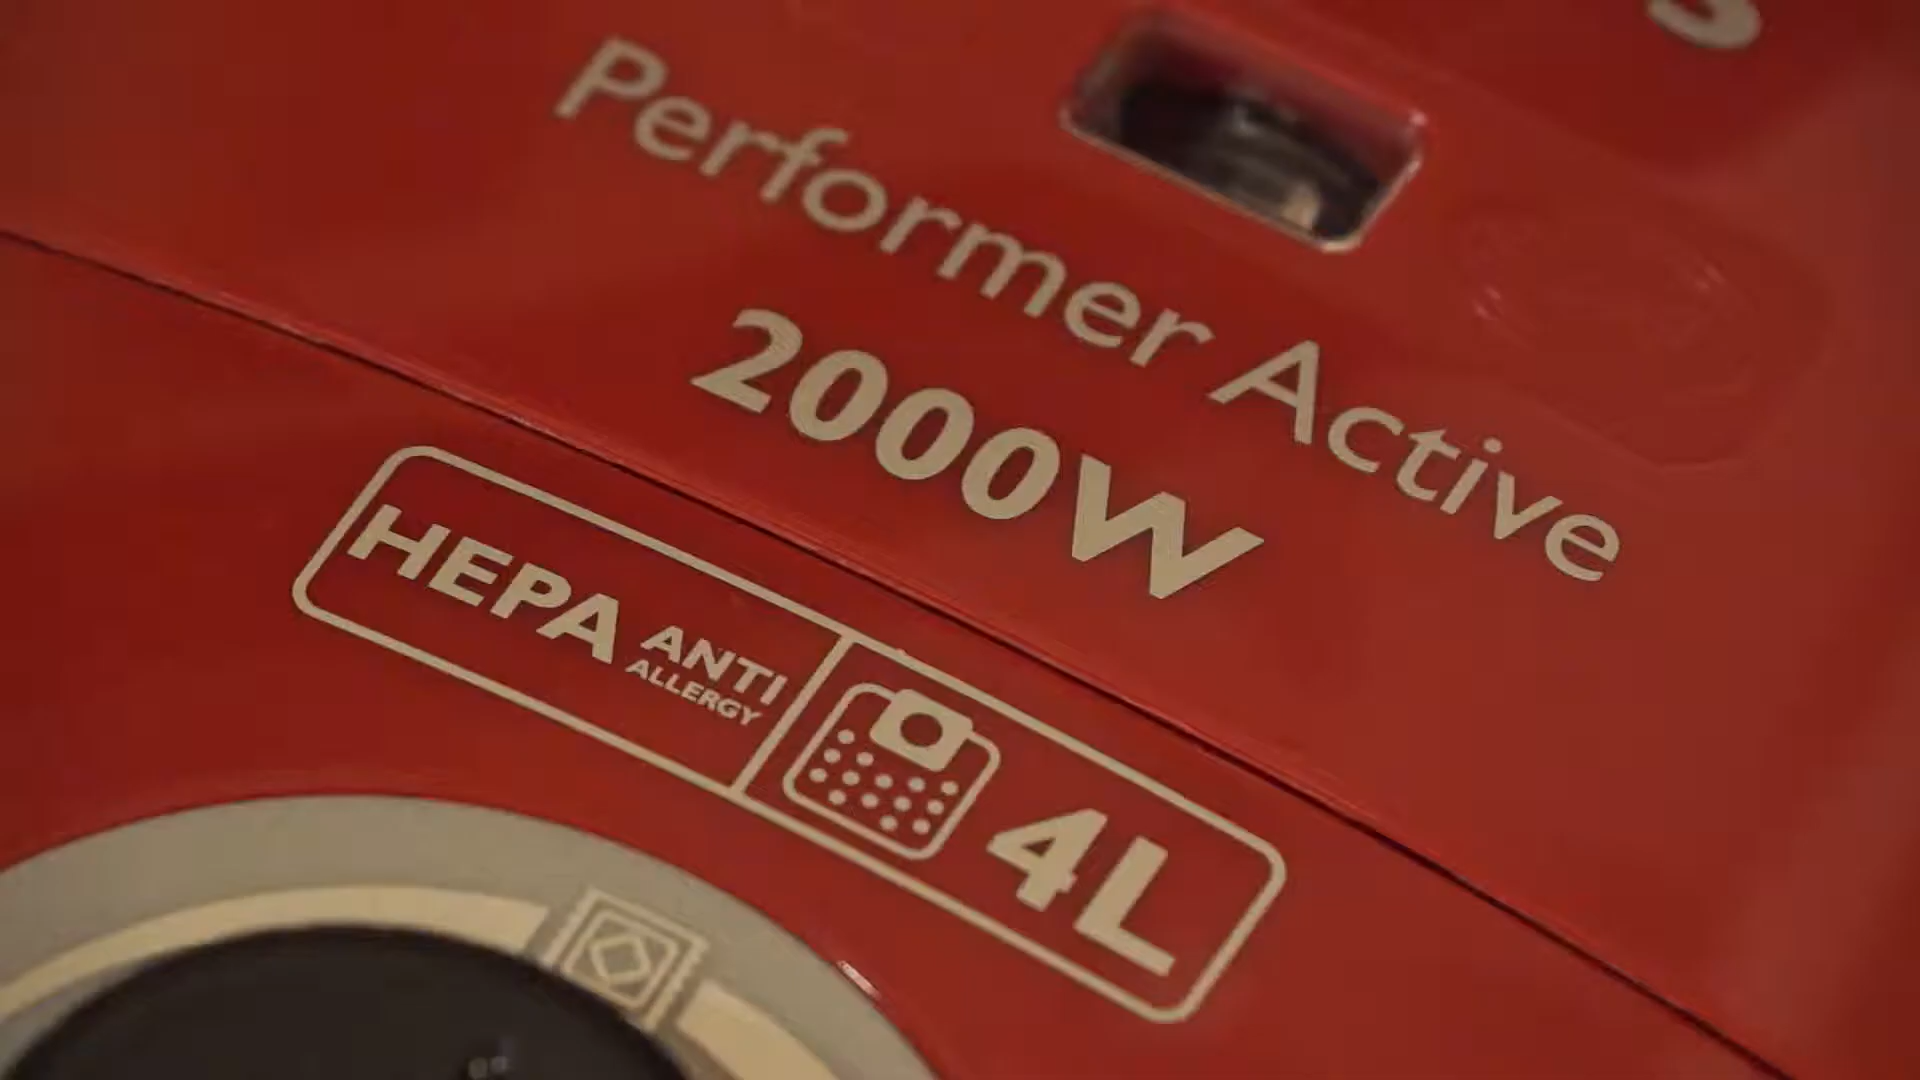 Performer Active
2000W
HEPA ANTI
ALLERGY
4L